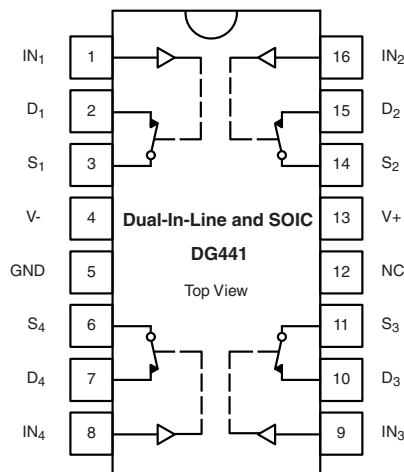 IN1 1 16 IN2
D1 2 15 D2
S1 3 14 S2
V- 4 13 V+
Dual-In-Line and SOIC
DG441
GND 5 12 NC
Top View
S4 6 11 S3
D4 7 10 D3
IN4 8 9 IN3